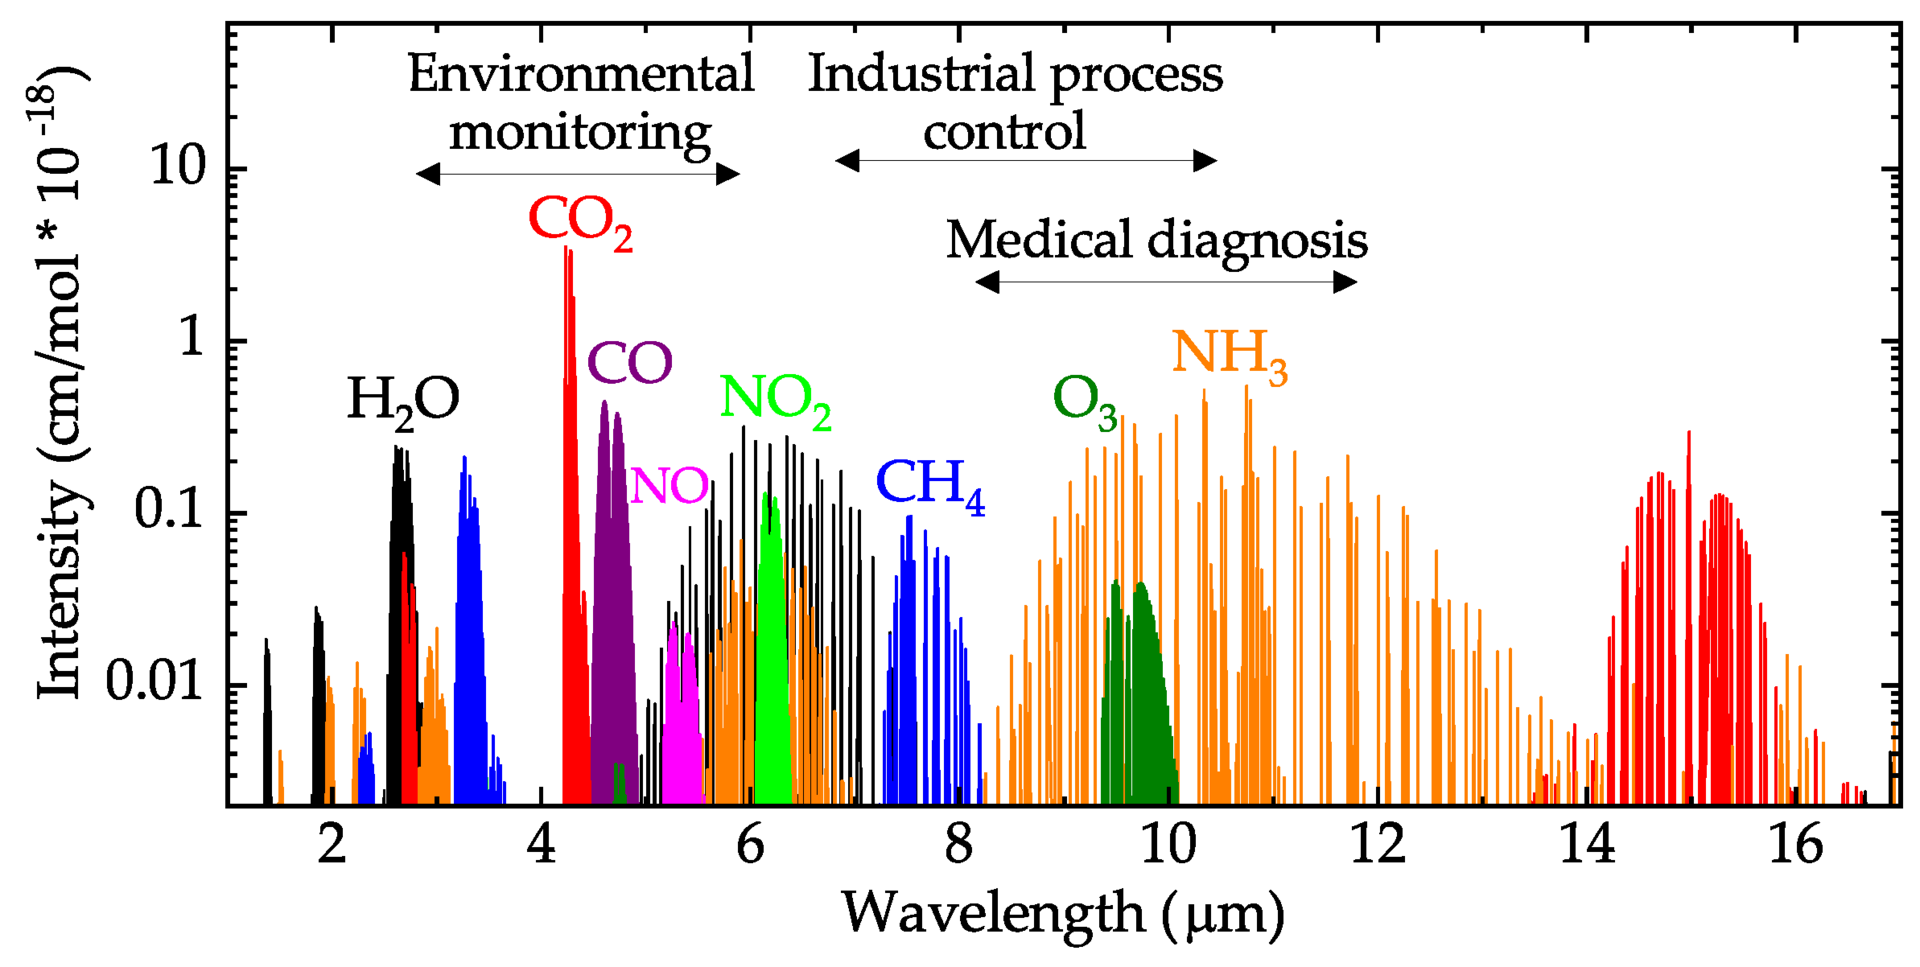 Environmental
monitoring
Industrial process
control
Medical diagnosis
CO₂
CO
H₂O
NO₂
NO
CH₄
O₃
NH₃
Intensity (cm/mol * 10 ⁻¹⁸)
10
1
0.1
0.01
2 4 6 8 10 12 14 16
Wavelength (μm)